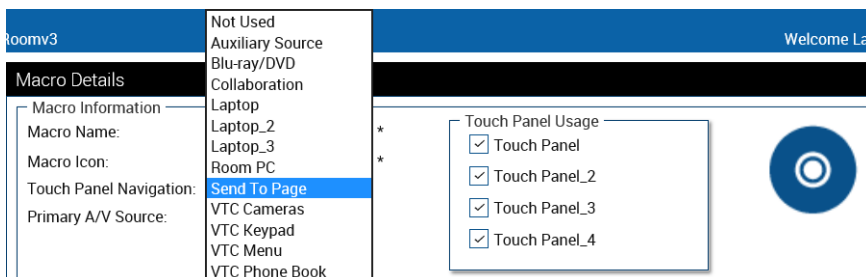 Not Used
Auxiliary Source
Roomv3
Welcome La
Blu-ray/DVD
Macro Details
Collaboration
Macro Information
Laptop
Macro Name:
Laptop_2
*
Touch Panel Usage
Laptop_3
Touch Panel
Macro Icon:
Room PC
*
Touch Panel_2
Touch Panel Navigation:
Send To Page
Touch Panel_3
Primary A/V Source:
VTC Cameras
VTC Keypad
Touch Panel_4
VTC Menu
VTC Phone Book